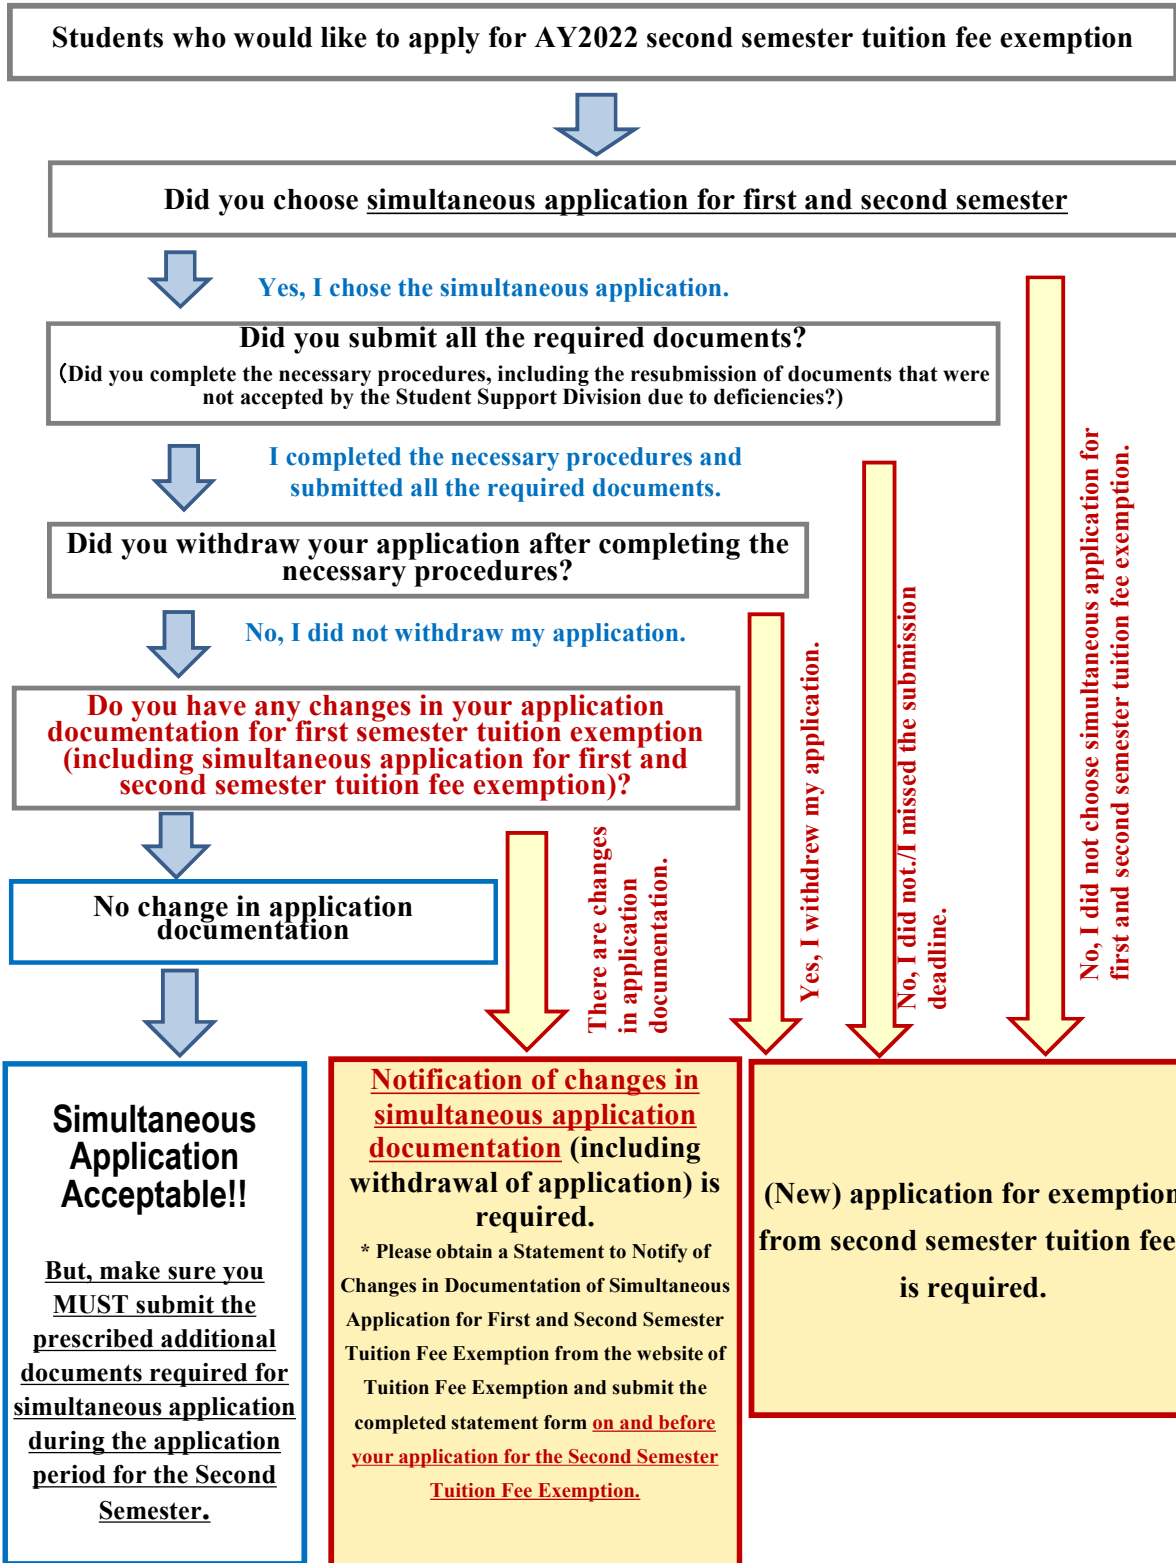 Students who would like to apply for AY2022 second semester tuition fee exemption
Did you choose simultaneous application for first and second semester
Yes, I chose the simultaneous application.
Did you submit all the required documents?
(Did you complete the necessary procedures, including the resubmission of documents that were
not accepted by the Student Support Division due to deficiencies?)
I completed the necessary procedures and
submitted all the required documents.
Did you withdraw your application after completing the
necessary procedures?
No, I did not withdraw my application.
Do you have any changes in your application
documentation for first semester tuition exemption
(including simultaneous application for first and
second semester tuition fee exemption)?
No change in application
documentation
There are changes
in application
documentation.
Yes, I withdrew my application.
No, I did not./I missed the submission
deadline.
No, I did not choose simultaneous application for
first and second semester tuition fee exemption.
Simultaneous
Application
Acceptable!!
But, make sure you
MUST submit the
prescribed additional
documents required for
simultaneous application
during the application
period for the Second
Semester.
Notification of changes in
simultaneous application
documentation (including
withdrawal of application) is
required.
* Please obtain a Statement to Notify of
Changes in Documentation of Simultaneous
Application for First and Second Semester
Tuition Fee Exemption from the website of
Tuition Fee Exemption and submit the
completed statement form on and before
your application for the Second Semester
Tuition Fee Exemption.
(New) application for exemption
from second semester tuition fee
is required.